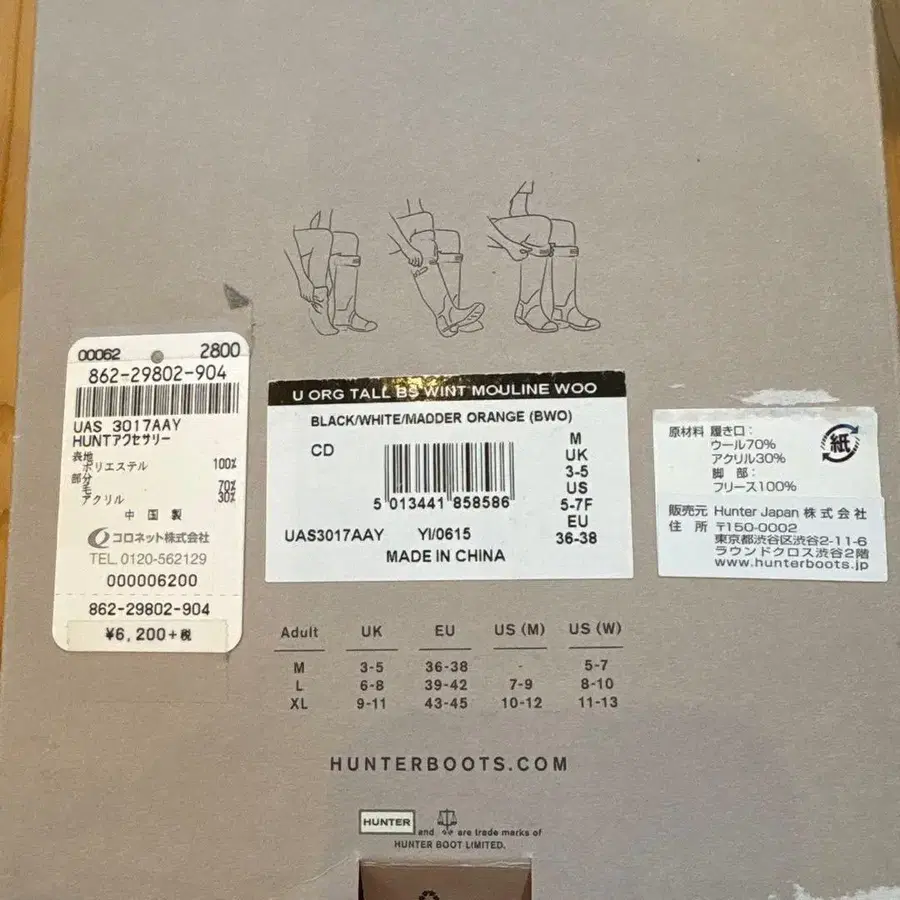 00062 2800
862-29802-904
UAS 3017AAY
HUNTアクセサリー
表地
ポリエステル 100%
部分
毛 70%
アクリル 30%
中国製
コロネット株式会社
TEL.0120-562129
000006200
862-29802-904
¥6,200+税
U ORG TALL BS WINT MOULINE WOO
BLACK/WHITE/MADDER ORANGE (BWO)
CD
5 013441 858586
M
UK
3-5
US
5-7F
EU
36-38
UAS3017AAY YI/0615
MADE IN CHINA
原材料 履き口:
ウール70%
アクリル30%
脚 部:
フリース100%
紙
販売元 Hunter Japan 株式会社
住 所 〒150-0002
東京都渋谷区渋谷2-11-6
ラウンドクロス渋谷2階
www.hunterboots.jp
Adult UK EU US (M) US (W)
M 3-5 36-38 - 5-7
L 6-8 39-42 7-9 8-10
XL 9-11 43-45 10-12 11-13
HUNTERBOOTS.COM
HUNTER and are trade marks of
HUNTER BOOT LIMITED.